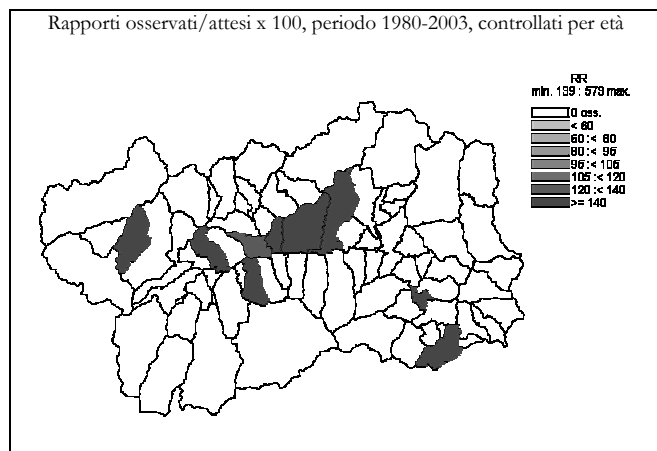 Rapporti osservati/attesi x 100, periodo 1980-2003, controllati per età
RR
min. 139 : 579 max.
0 oss.
< 60
60 :< 80
80 :< 95
95 :< 105
105 :< 120
120 :< 140
>= 140